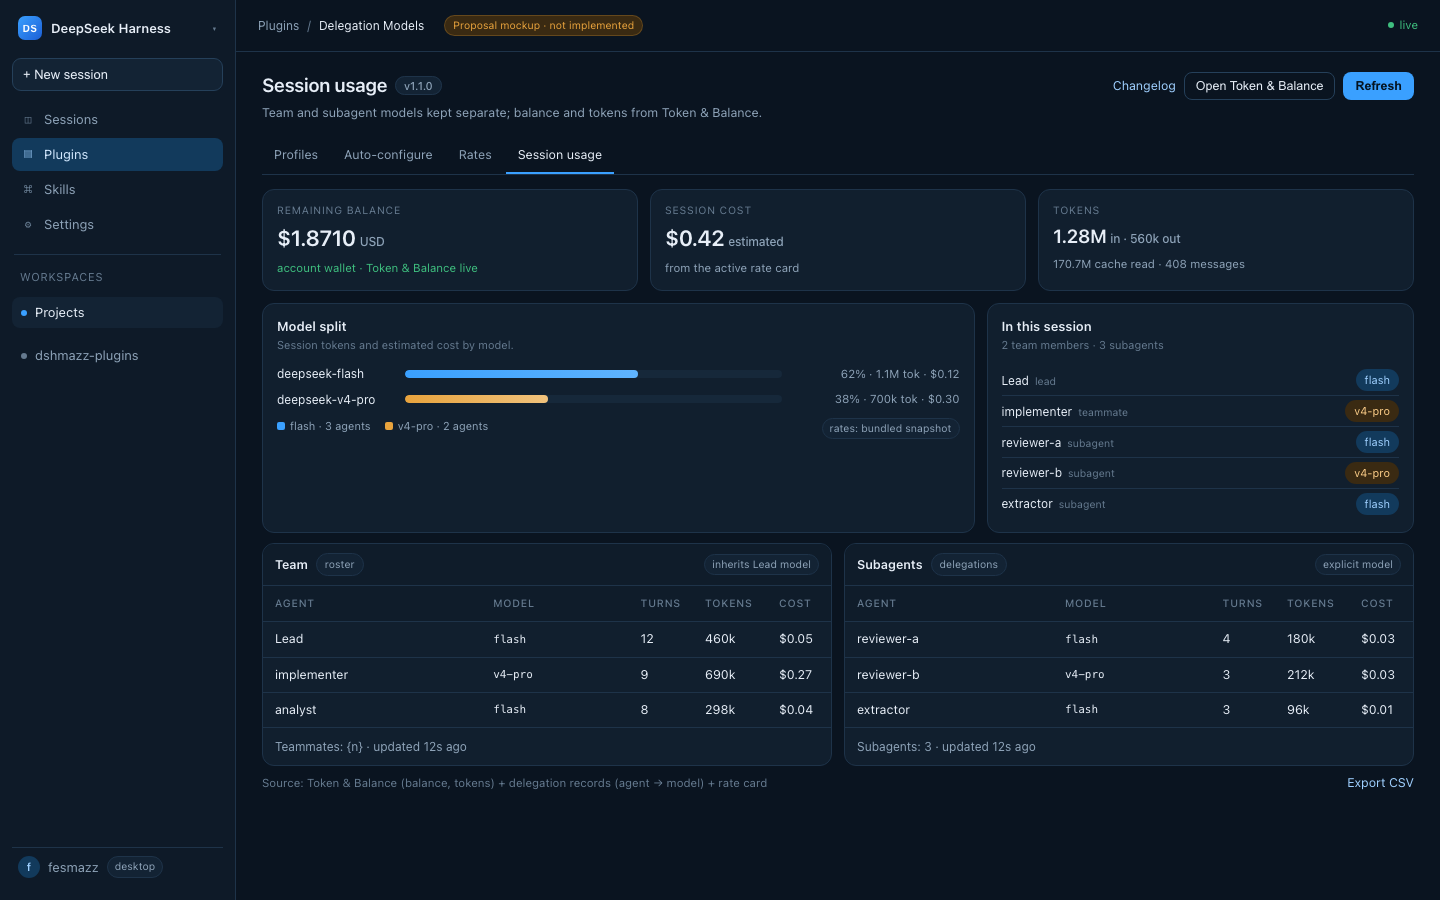 DS DeepSeek Harness
+ New session
Sessions
Plugins
Skills
Settings
WORKSPACES
Projects
dshmazz-plugins
f fesmazz desktop
Plugins / Delegation Models Proposal mockup · not implemented
live
Session usage v1.1.0
Changelog Open Token & Balance Refresh
Team and subagent models kept separate; balance and tokens from Token & Balance.
Profiles Auto-configure Rates Session usage
REMAINING BALANCE
$1.8710 USD
account wallet · Token & Balance live
SESSION COST
$0.42 estimated
from the active rate card
TOKENS
1.28M in · 560k out
170.7M cache read · 408 messages
Model split
Session tokens and estimated cost by model.
deepseek-flash 62% · 1.1M tok · $0.12
deepseek-v4-pro 38% · 700k tok · $0.30
flash · 3 agents v4-pro · 2 agents rates: bundled snapshot
In this session
2 team members · 3 subagents
Lead lead flash
implementer teammate v4-pro
reviewer-a subagent flash
reviewer-b subagent v4-pro
extractor subagent flash
Team roster inherits Lead model
AGENT MODEL TURNS TOKENS COST
Lead flash 12 460k $0.05
implementer v4-pro 9 690k $0.27
analyst flash 8 298k $0.04
Teammates: {n} · updated 12s ago
Subagents delegations explicit model
AGENT MODEL TURNS TOKENS COST
reviewer-a flash 4 180k $0.03
reviewer-b v4-pro 3 212k $0.03
extractor flash 3 96k $0.01
Subagents: 3 · updated 12s ago
Source: Token & Balance (balance, tokens) + delegation records (agent → model) + rate card
Export CSV